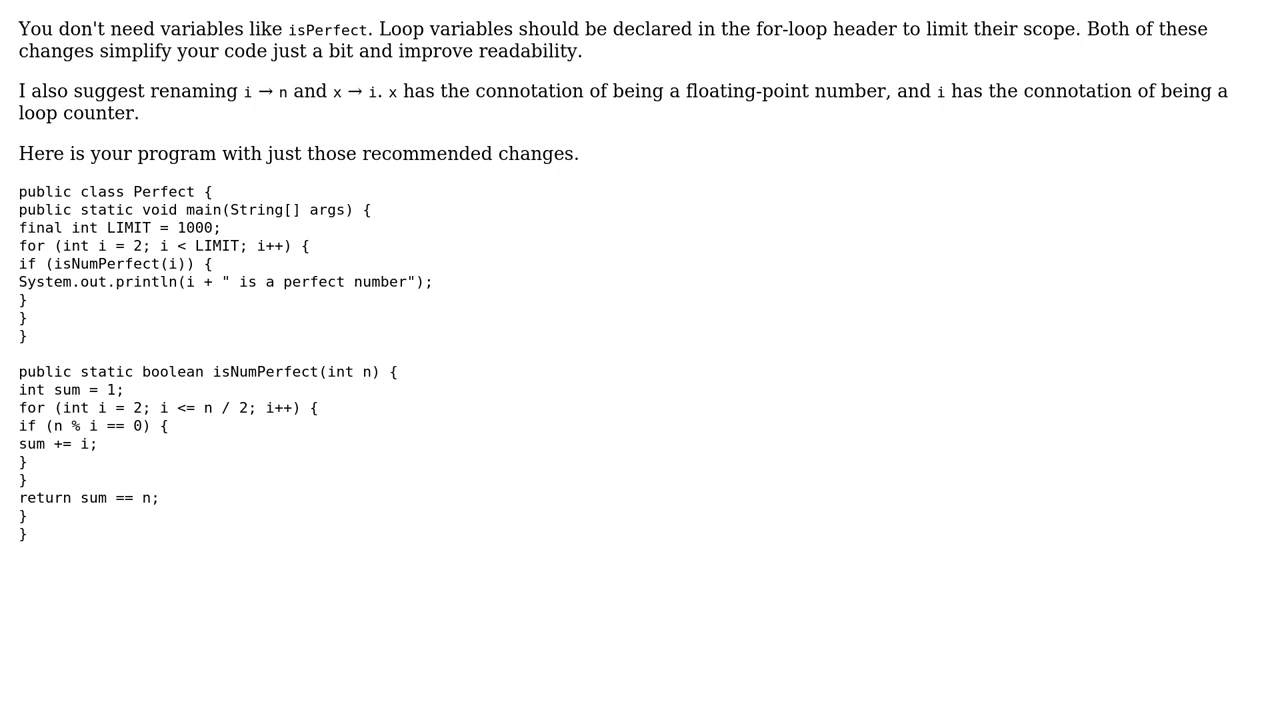 You don't need variables like isPerfect. Loop variables should be declared in the for-loop header to limit their scope. Both of these
changes simplify your code just a bit and improve readability.
I also suggest renaming i → n and x → i. x has the connotation of being a floating-point number, and i has the connotation of being a
loop counter.
Here is your program with just those recommended changes.
public class Perfect {
public static void main(String[] args) {
final int LIMIT = 1000;
for (int i = 2; i < LIMIT; i++) {
if (isNumPerfect(i)) {
System.out.println(i + " is a perfect number");
}
}
}
public static boolean isNumPerfect(int n) {
int sum = 1;
for (int i = 2; i <= n / 2; i++) {
if (n % i == 0) {
sum += i;
}
}
return sum == n;
}
}